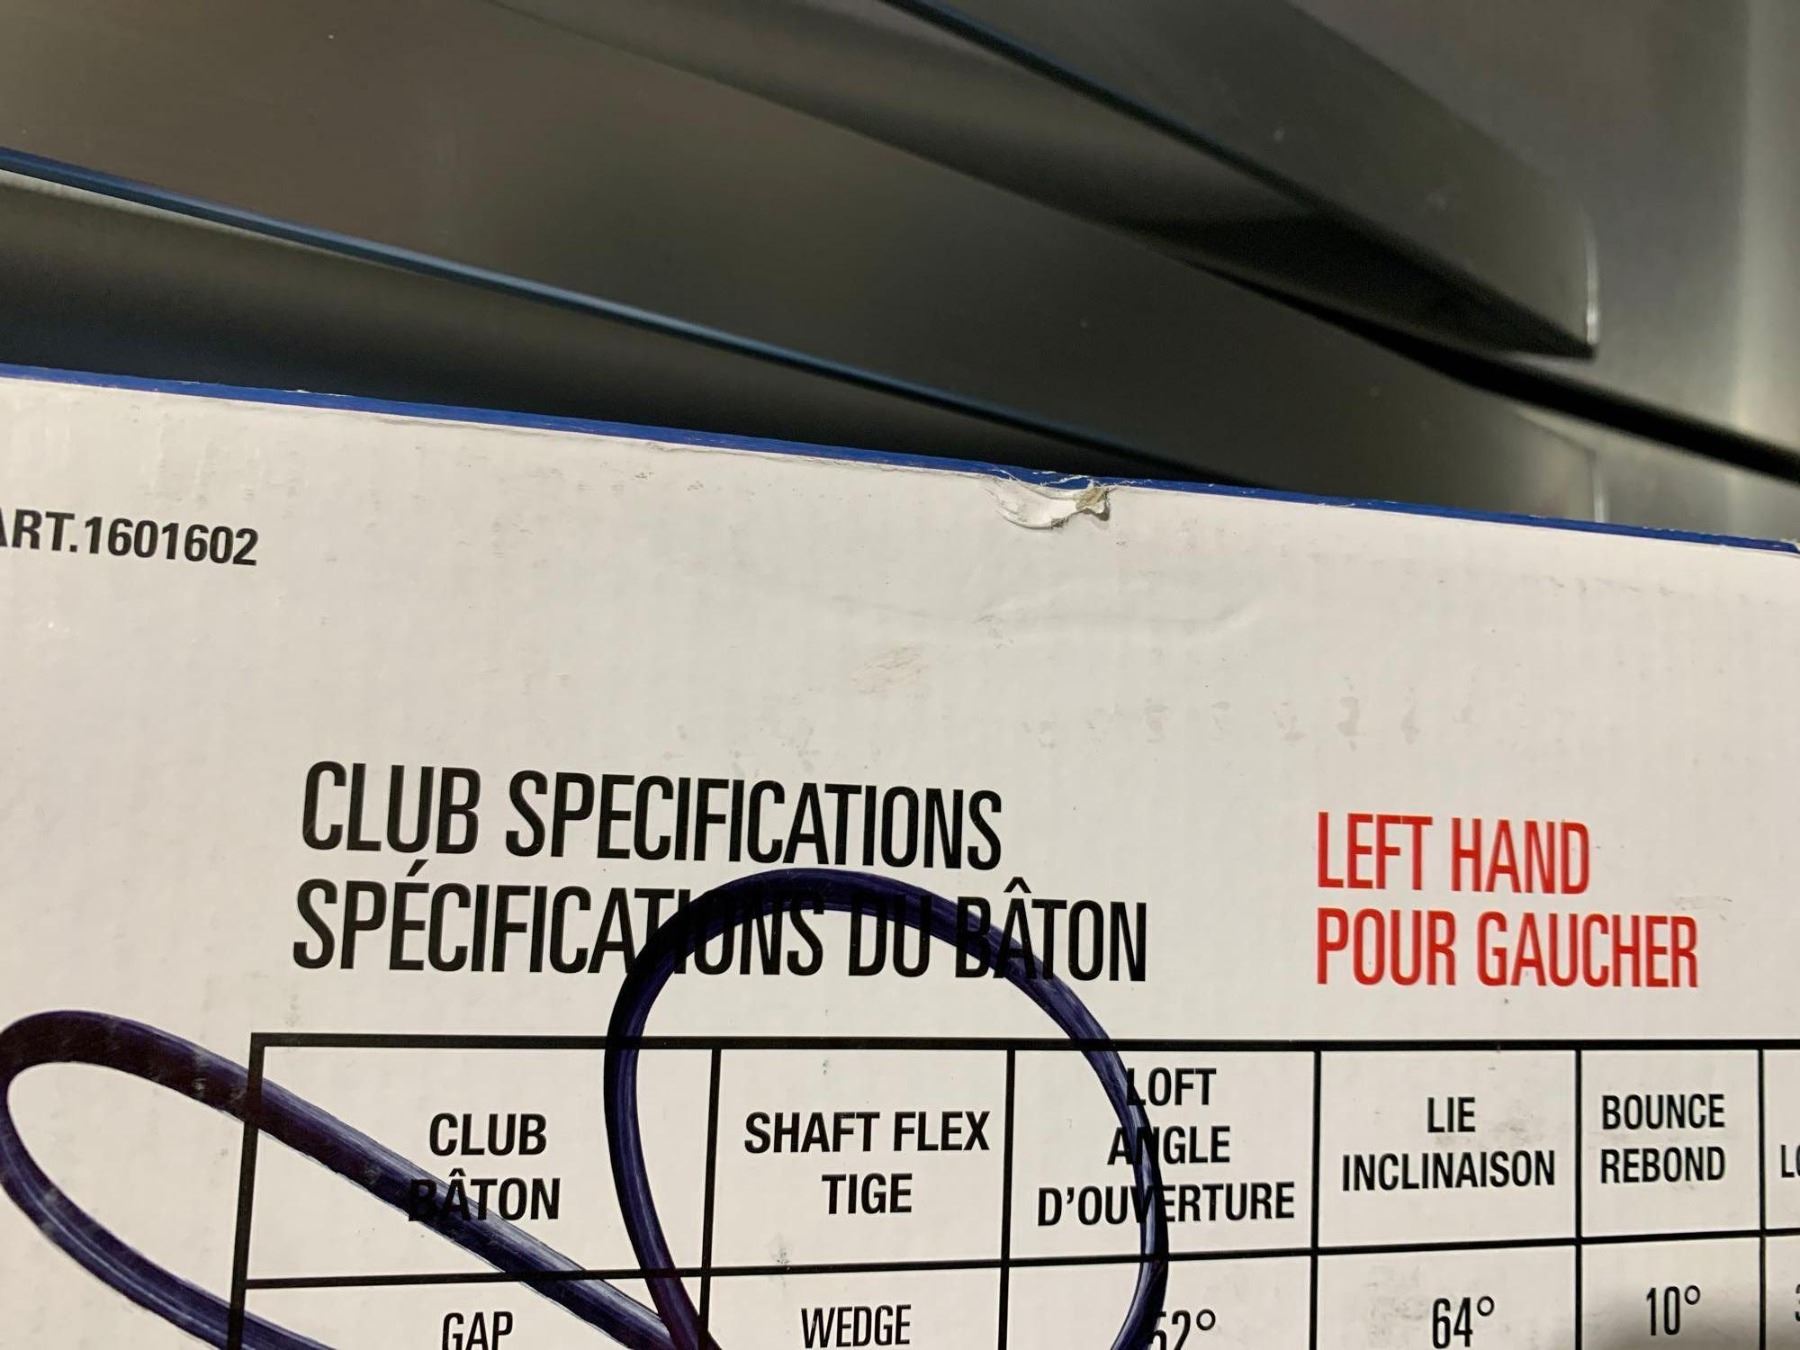 ART.1601602
CLUB SPECIFICATIONS
SPÉCIFICATIONS DU BÂTON
LEFT HAND
POUR GAUCHER
CLUB
BÂTON
SHAFT FLEX
TIGE
LOFT
ANGLE
D'OUVERTURE
LIE
INCLINAISON
BOUNCE
REBOND
GAP
WEDGE
52°
64°
10°